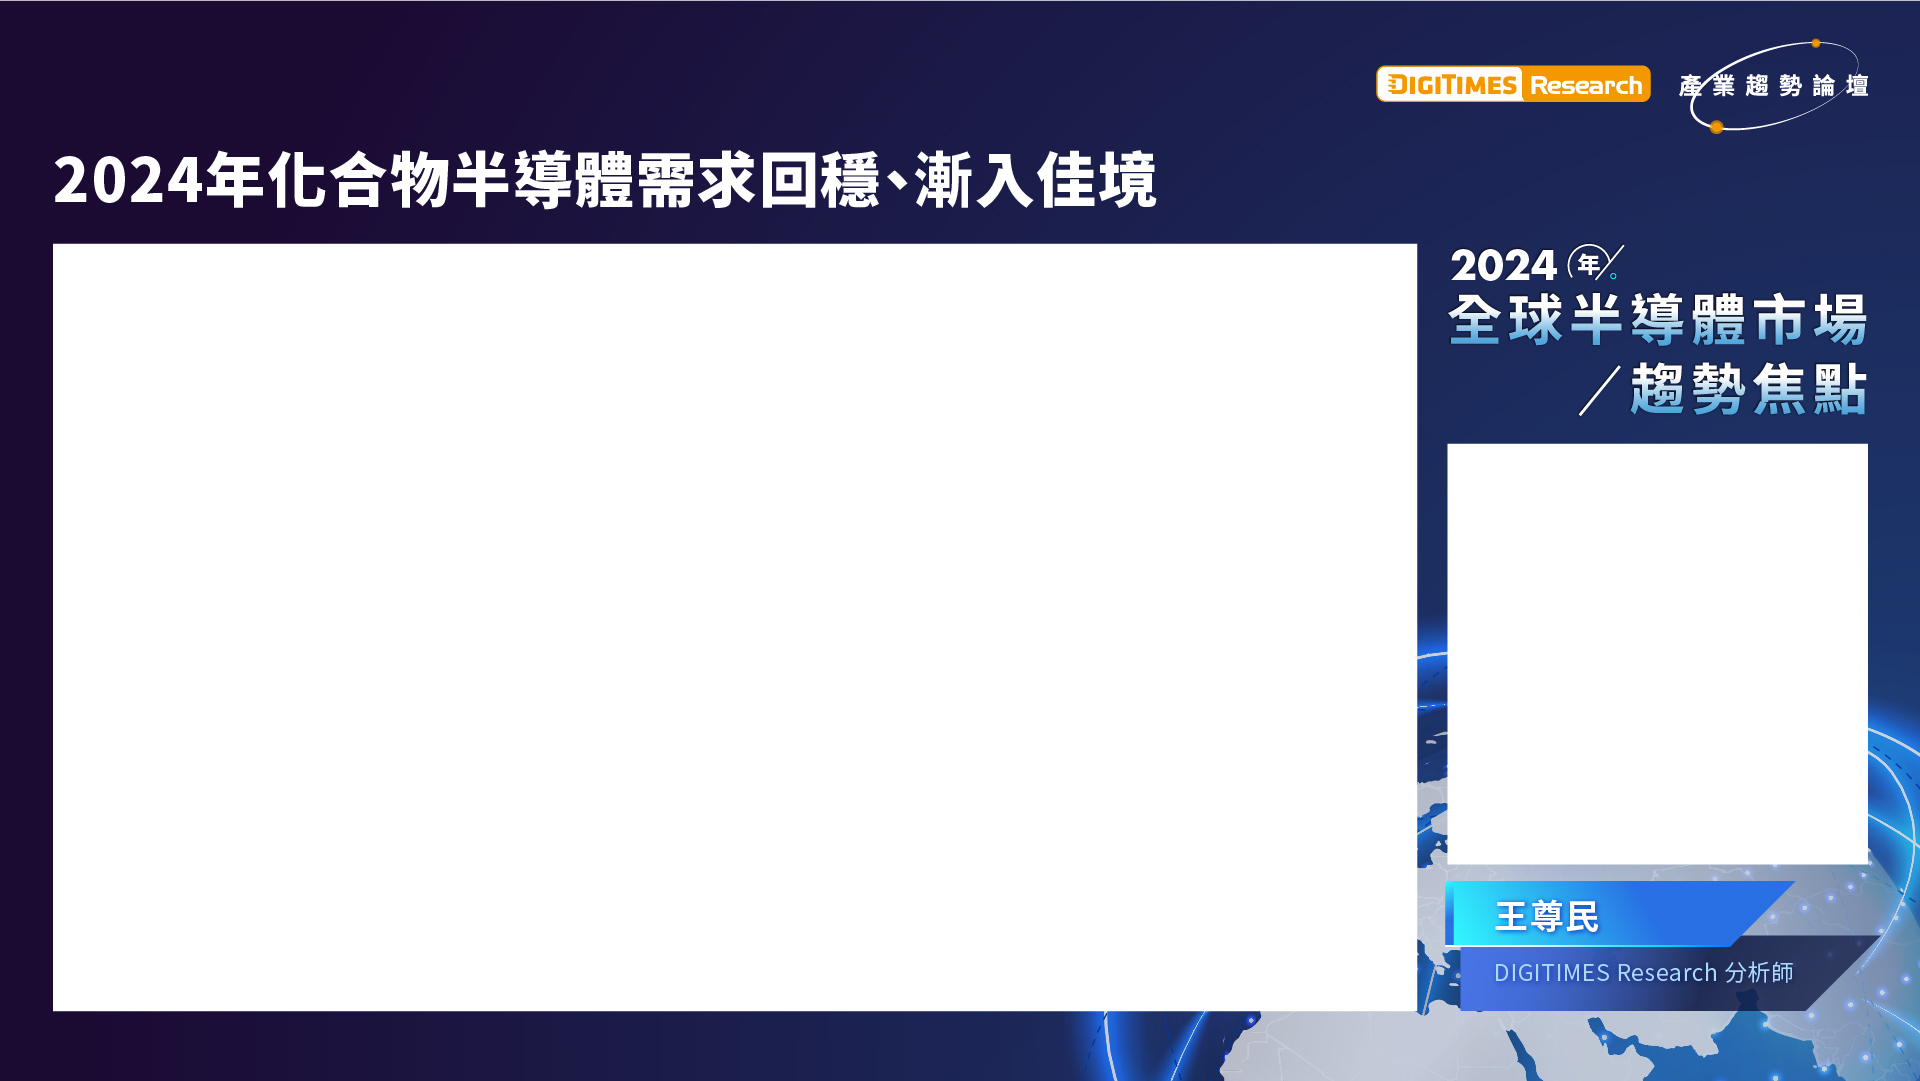 DIGITIMES Research
產業趨勢論壇
2024年化合物半導體需求回穩、漸入佳境
2024年
全球半導體市場
/趨勢焦點
王尊民
DIGITIMES Research 分析師